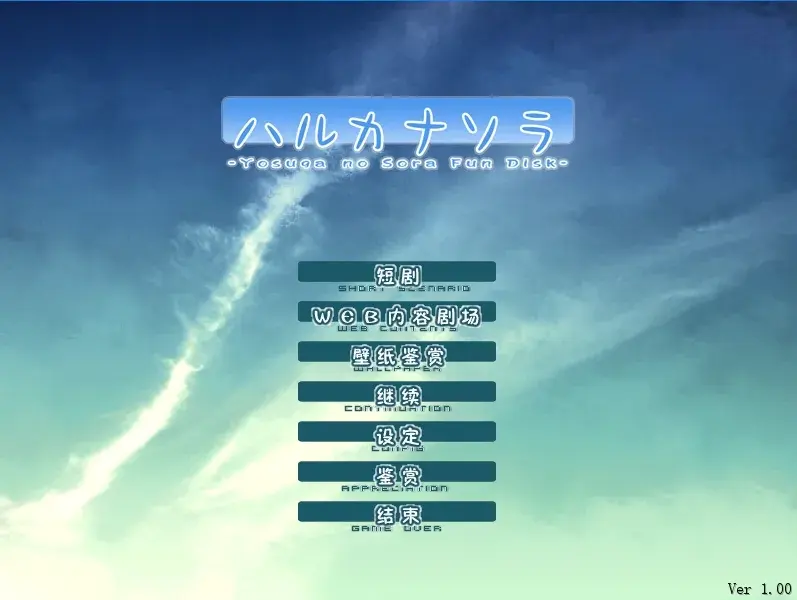 ハルカナソラ
-Yosuga no Sora Fun Disk-
短剧
SHORT SCENARIO
WEB内容剧场
WEB CONTENTS
壁纸鉴赏
WALLPAPER
继续
CONTINUATION
设定
CONFIG
鉴赏
APPRECIATION
结束
GAME OVER
Ver 1.00